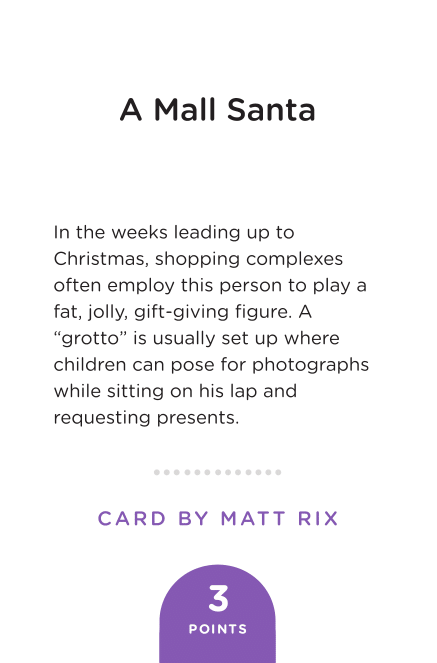 A Mall Santa
In the weeks leading up to
Christmas, shopping complexes
often employ this person to play a
fat, jolly, gift-giving figure. A
“grotto” is usually set up where
children can pose for photographs
while sitting on his lap and
requesting presents.
CARD BY MATT RIX
3
POINTS